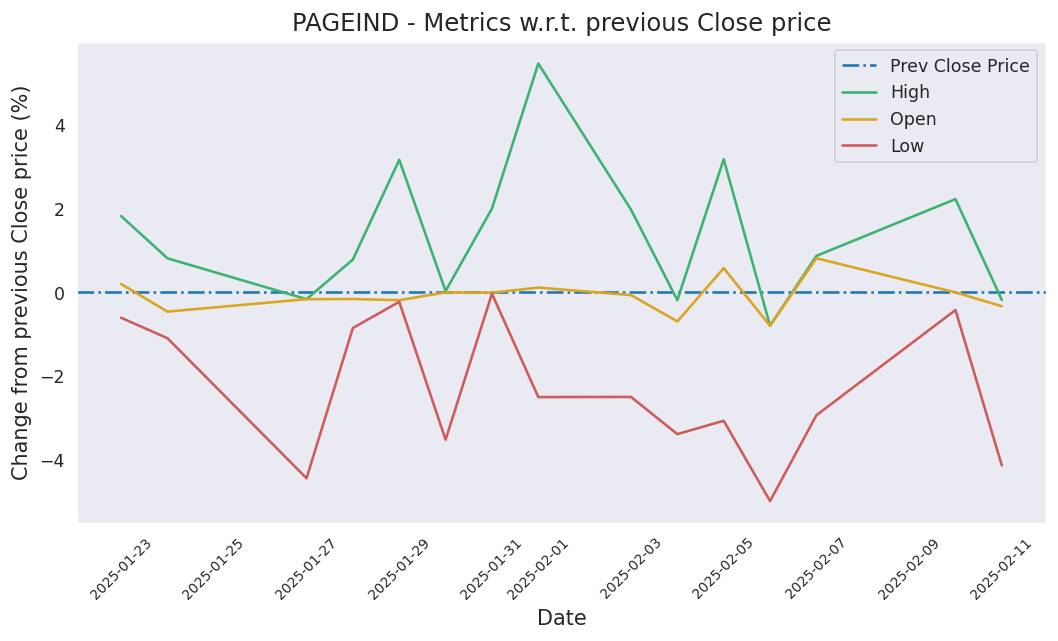 PAGEIND - Metrics w.r.t. previous Close price
Prev Close Price
High
Open
Low
Change from previous Close price (%)
4
2
0
−2
−4
2025-01-23
2025-01-25
2025-01-27
2025-01-29
2025-01-31
2025-02-01
2025-02-03
2025-02-05
2025-02-07
2025-02-09
2025-02-11
Date